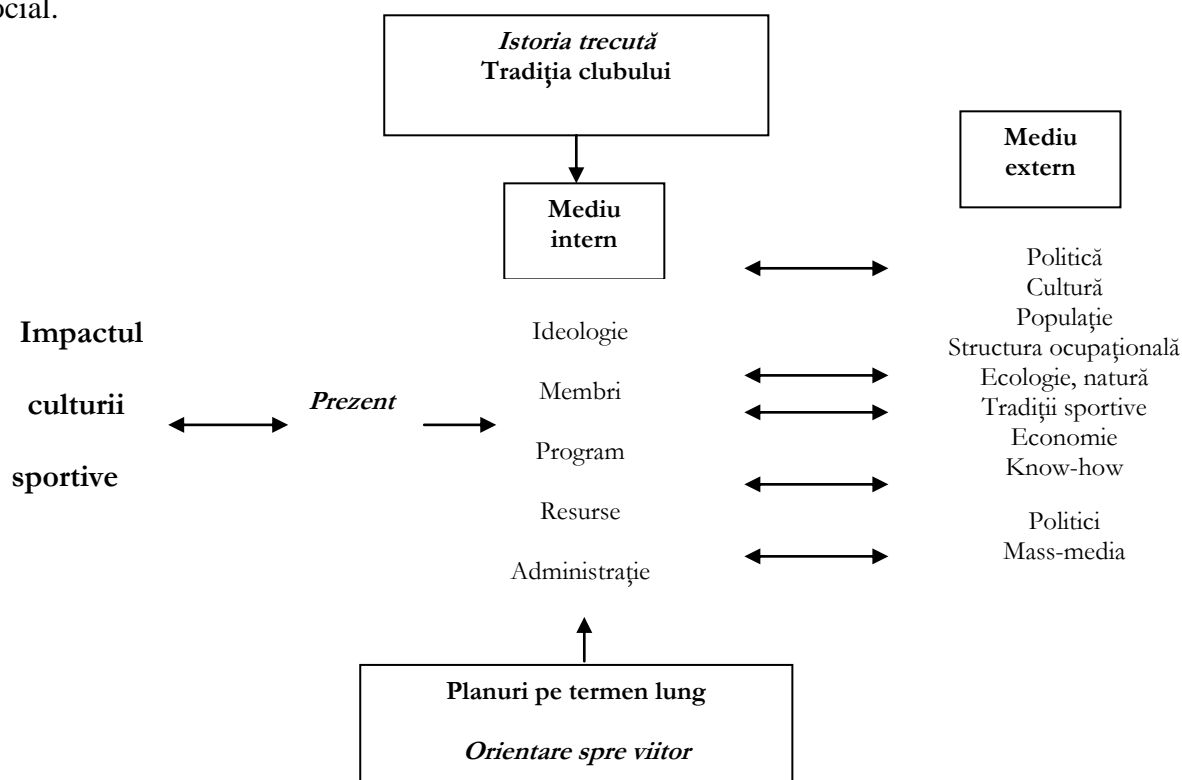 ocial.
Istoria trecută
Tradiția clubului
Mediu
extern
Mediu
intern
Politică
Cultură
Populație
Structura ocupațională
Ecologie, natură
Tradiții sportive
Economie
Know-how
Politici
Mass-media
Impactul
culturii
sportive
Prezent
Ideologie
Membri
Program
Resurse
Administrație
Planuri pe termen lung
Orientare spre viitor